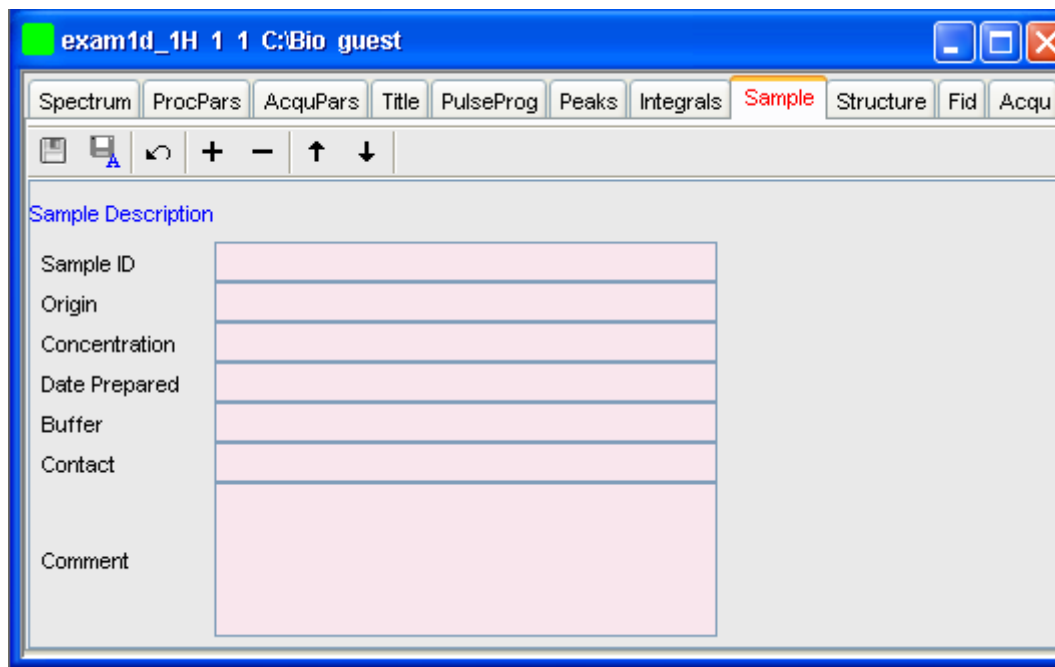 exam1d_1H 1 1 C:\Bio guest
Spectrum ProcPars AcquPars Title PulseProg Peaks Integrals Sample Structure Fid Acqu
A
Sample Description
Sample ID
Origin
Concentration
Date Prepared
Buffer
Contact
Comment